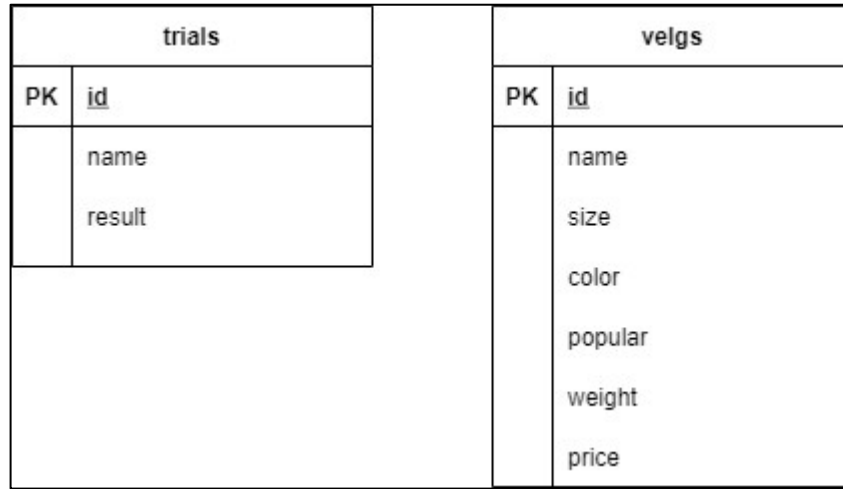 trials
PK id
name
result
velgs
PK id
name
size
color
popular
weight
price